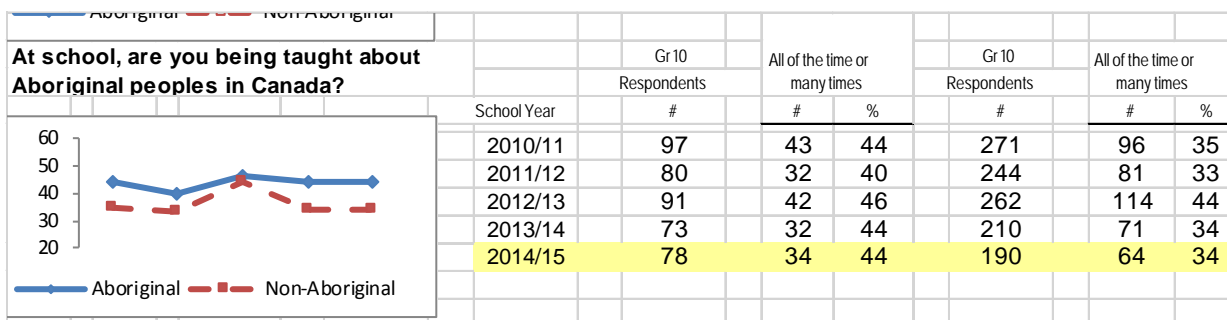 Aboriginal Non-Aboriginal
At school, are you being taught about
Aboriginal peoples in Canada?
Gr 10 All of the time or many times Gr 10 All of the time or many times
Respondents Respondents
School Year # # % # # %
2010/11 97 43 44 271 96 35
2011/12 80 32 40 244 81 33
2012/13 91 42 46 262 114 44
2013/14 73 32 44 210 71 34
2014/15 78 34 44 190 64 34
60
50
40
30
20
Aboriginal Non-Aboriginal